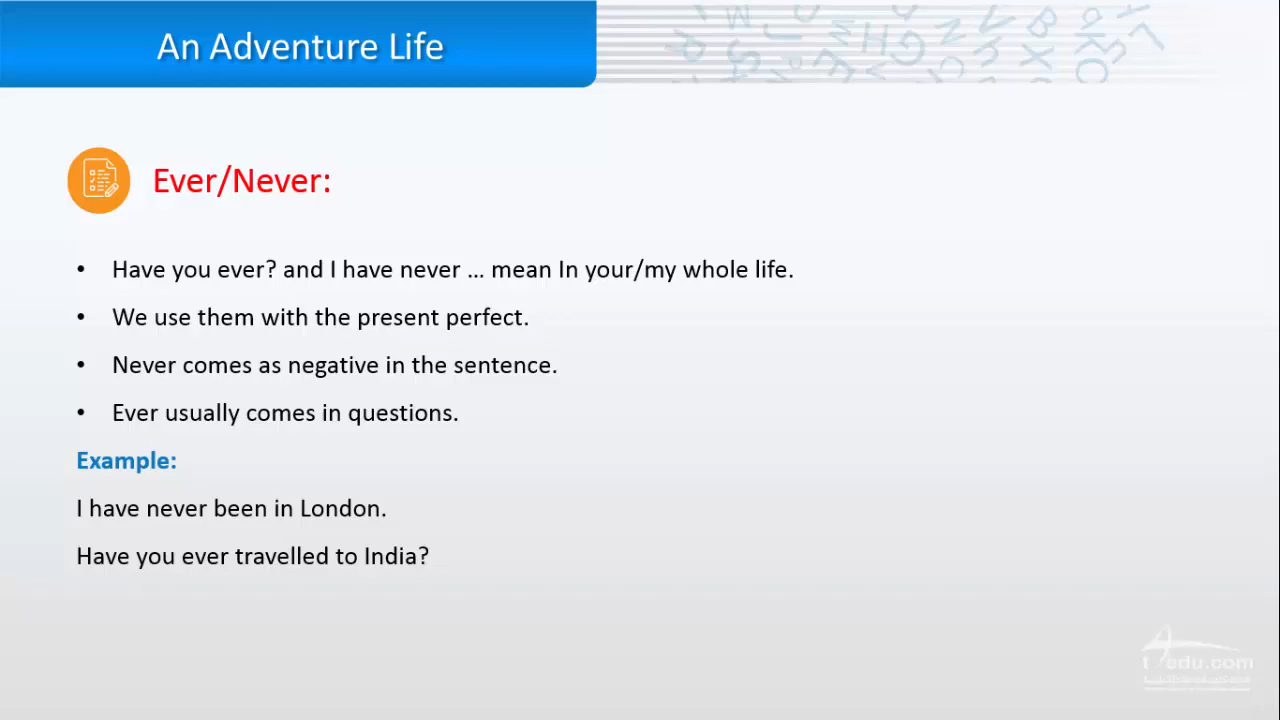 An Adventure Life
Ever/Never:
• Have you ever? and I have never ... mean In your/my whole life.
• We use them with the present perfect.
• Never comes as negative in the sentence.
• Ever usually comes in questions.
Example:
I have never been in London.
Have you ever travelled to India?